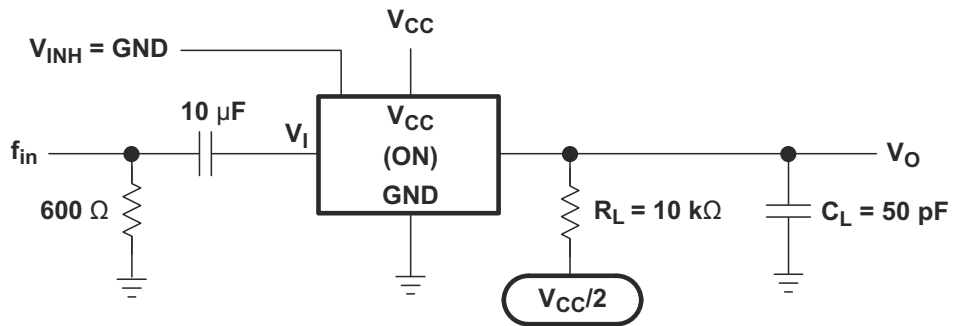 V_CC
V_INH = GND
10 µF
V_I
V_CC
(ON)
GND
f_in
V_O
600 Ω
R_L = 10 kΩ
C_L = 50 pF
V_CC/2